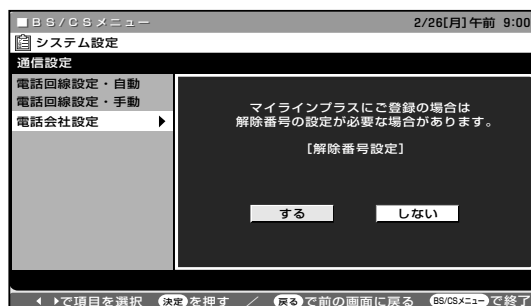 ■BS/CSメニュー 2/26[月]午前 9:00
システム設定
通信設定
電話回線設定・自動
電話回線設定・手動
電話会社設定
マイラインプラスにご登録の場合は
解除番号の設定が必要な場合があります。
[解除番号設定]
する しない
で項目を選択 決定を押す / 戻るで前の画面に戻る BS/CSメニューで終了